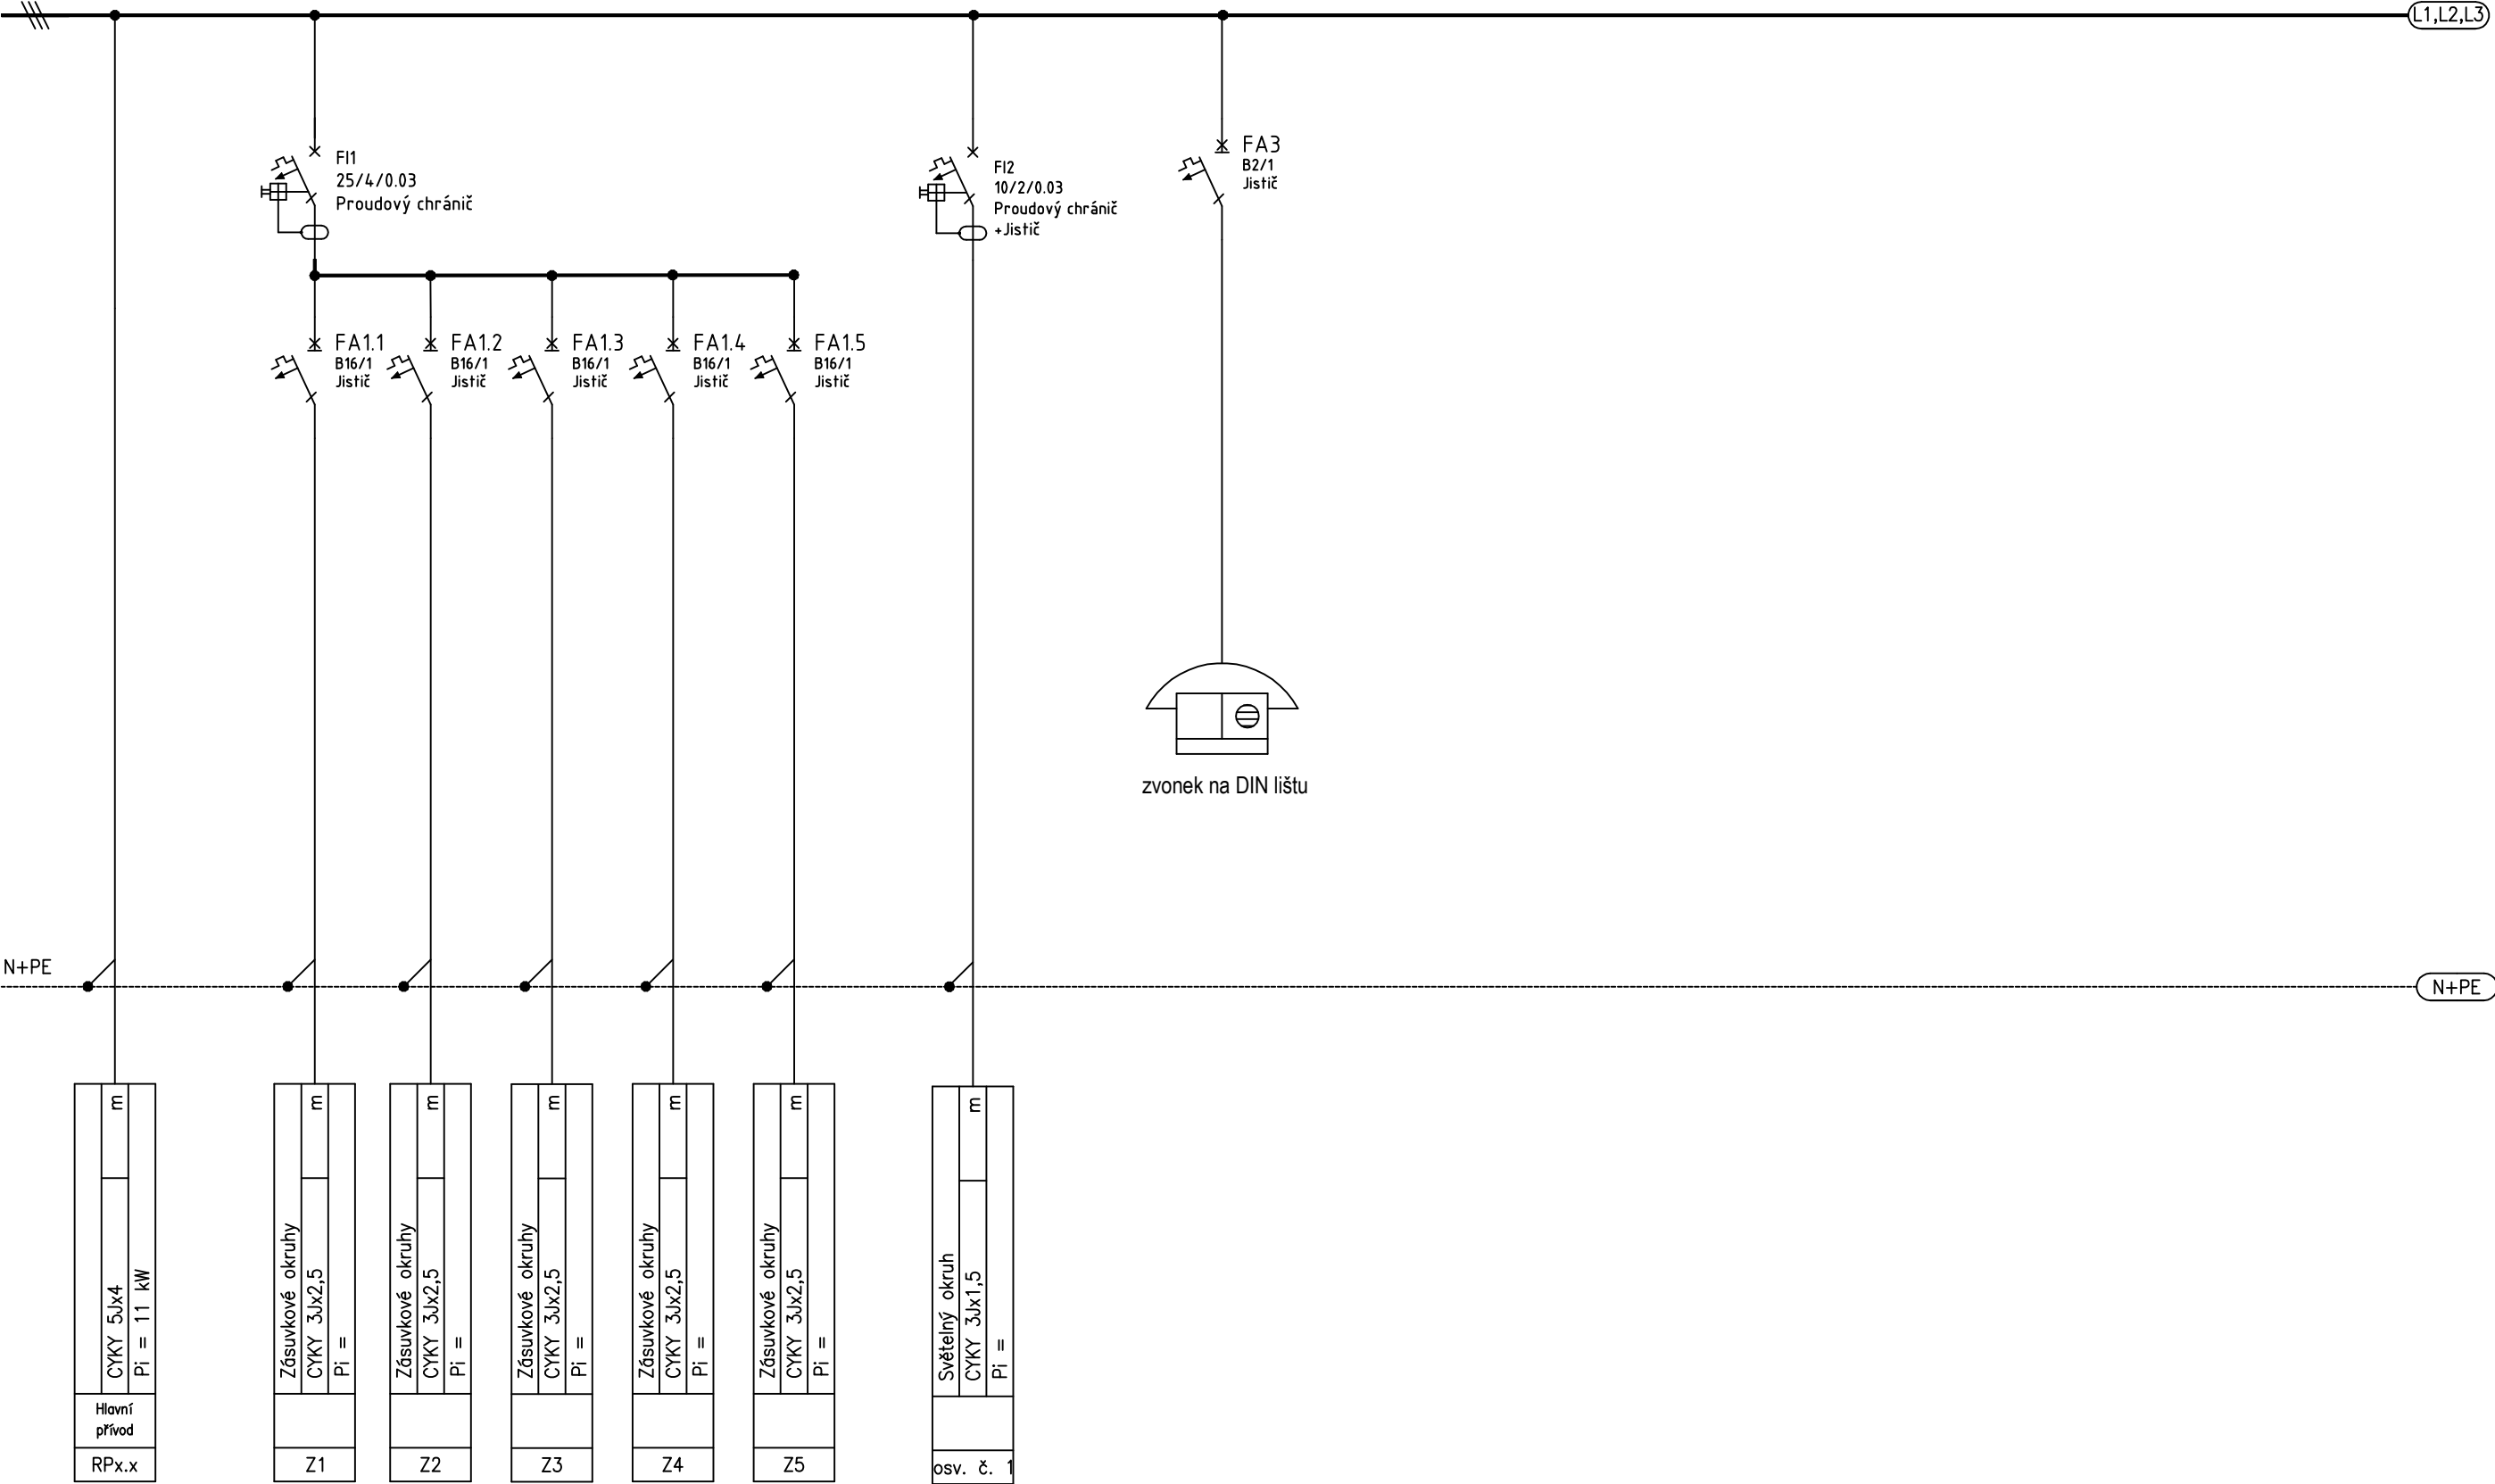 L1,L2,L3
FI1
25/4/0.03
Proudový chránič
FI2
10/2/0.03
Proudový chránič
+Jistič
FA3
B2/1
Jistič
FA1.1
B16/1
Jistič
FA1.2
B16/1
Jistič
FA1.3
B16/1
Jistič
FA1.4
B16/1
Jistič
FA1.5
B16/1
Jistič
zvonek na DIN lištu
N+PE
N+PE
CYKY 5Jx4 m
Pi = 11 kW
Hlavní
přívod
RPx.x
Zásuvkové okruhy
CYKY 3Jx2,5 m
Pi =
Z1
Zásuvkové okruhy
CYKY 3Jx2,5 m
Pi =
Z2
Zásuvkové okruhy
CYKY 3Jx2,5 m
Pi =
Z3
Zásuvkové okruhy
CYKY 3Jx2,5 m
Pi =
Z4
Zásuvkové okruhy
CYKY 3Jx2,5 m
Pi =
Z5
Světelný okruh
CYKY 3Jx1,5 m
Pi =
osv. č. 1